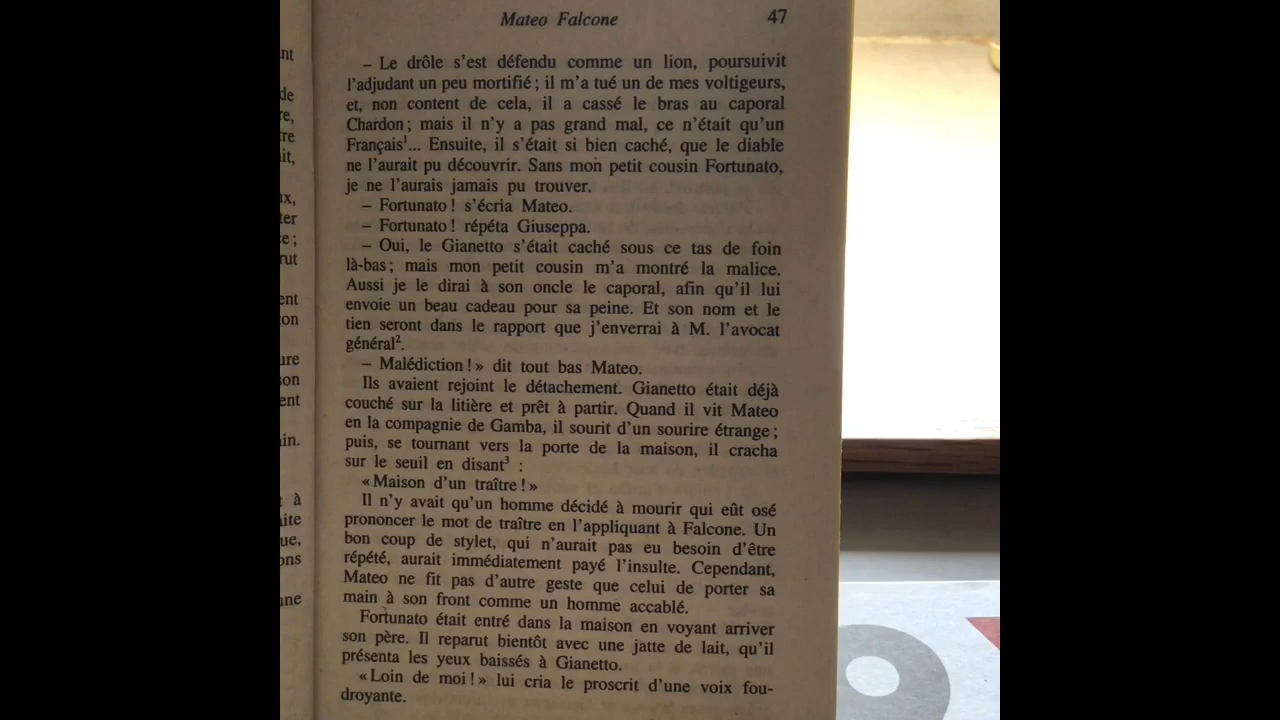 Mateo Falcone 47
– Le drôle s'est défendu comme un lion, poursuivit
l'adjudant un peu mortifié ; il m'a tué un de mes voltigeurs,
et, non content de cela, il a cassé le bras au caporal
Chardon ; mais il n'y a pas grand mal, ce n'était qu'un
Français¹... Ensuite, il s'était si bien caché, que le diable
ne l'aurait pu découvrir. Sans mon petit cousin Fortunato,
je ne l'aurais jamais pu trouver.
– Fortunato ! s'écria Mateo.
– Fortunato ! répéta Giuseppa.
– Oui, le Gianetto s'était caché sous ce tas de foin
là-bas ; mais mon petit cousin m'a montré la malice.
Aussi je le dirai à son oncle le caporal, afin qu'il lui
envoie un beau cadeau pour sa peine. Et son nom et le
tien seront dans le rapport que j'enverrai à M. l'avocat
général².
– Malédiction ! » dit tout bas Mateo.
Ils avaient rejoint le détachement. Gianetto était déjà
couché sur la litière et prêt à partir. Quand il vit Mateo
en la compagnie de Gamba, il sourit d'un sourire étrange ;
puis, se tournant vers la porte de la maison, il cracha
sur le seuil en disant³ :
« Maison d'un traître ! »
Il n'y avait qu'un homme décidé à mourir qui eût osé
prononcer le mot de traître en l'appliquant à Falcone. Un
bon coup de stylet, qui n'aurait pas eu besoin d'être
répété, aurait immédiatement payé l'insulte. Cependant,
Mateo ne fit pas d'autre geste que celui de porter sa
main à son front comme un homme accablé.
Fortunato était entré dans la maison en voyant arriver
son père. Il reparut bientôt avec une jatte de lait, qu'il
présenta les yeux baissés à Gianetto.
« Loin de moi ! » lui cria le proscrit d'une voix fou-
droyante.